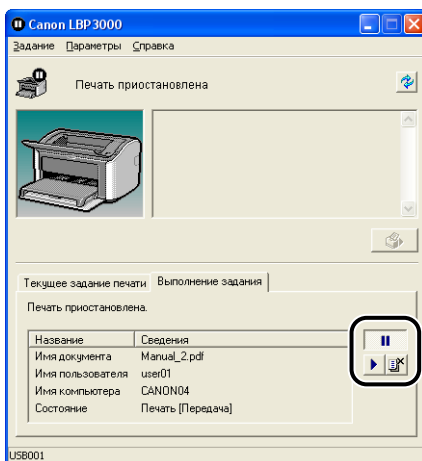 Canon LBP3000
Задание Параметры Справка
Печать приостановлена
Текущее задание печати Выполнение задания
Печать приостановлена.
Название Сведения
Имя документа Manual_2.pdf
Имя пользователя user01
Имя компьютера CANON04
Состояние Печать [Передача]
USB001